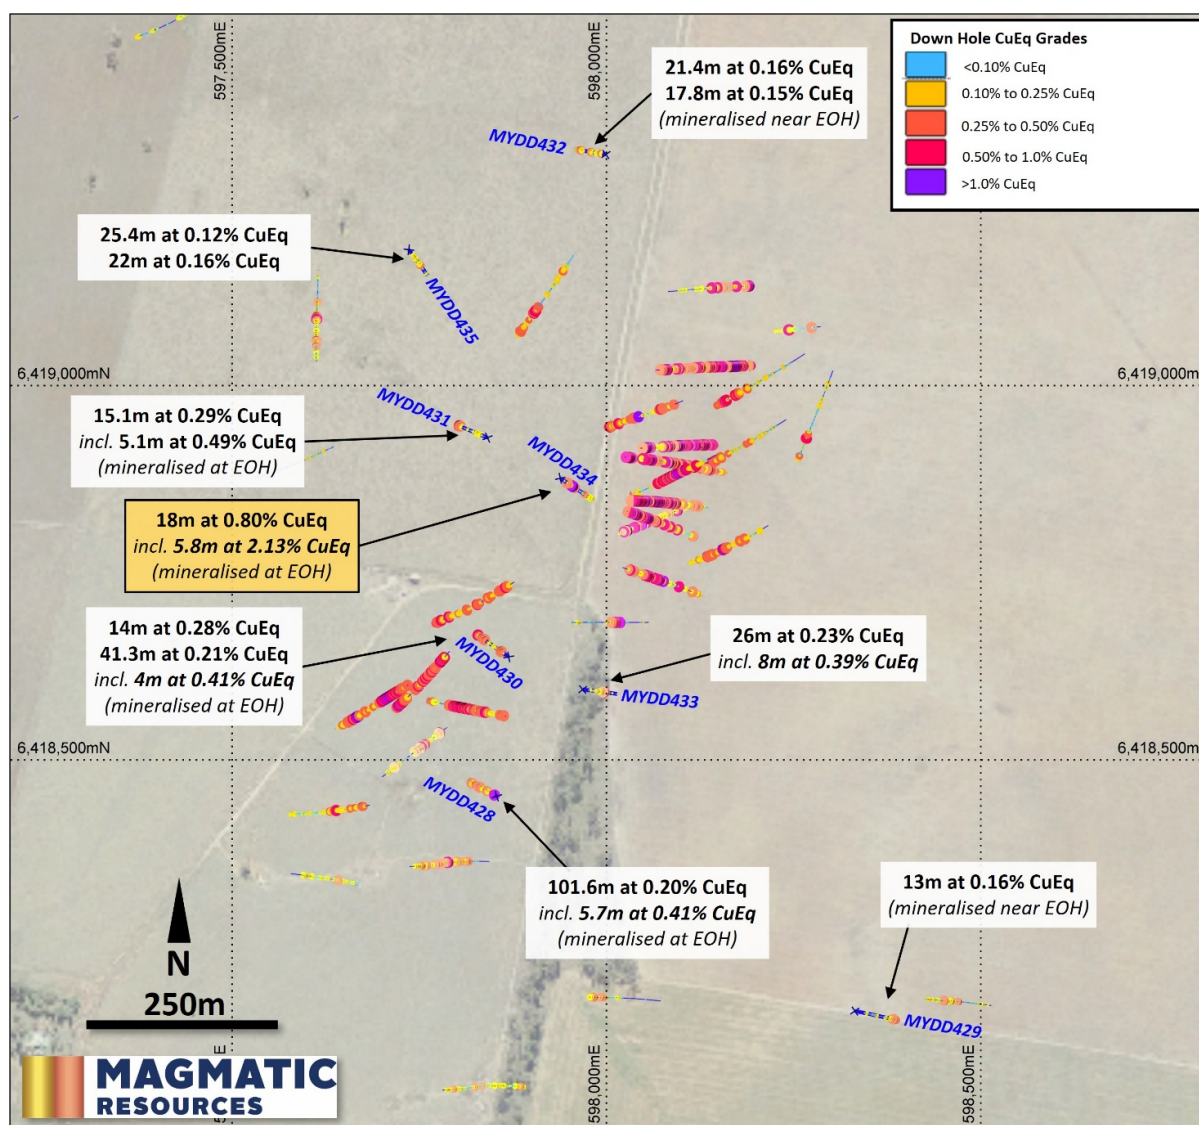 597,500mE
598,000mE
Down Hole CuEq Grades
<0.10% CuEq
0.10% to 0.25% CuEq
0.25% to 0.50% CuEq
0.50% to 1.0% CuEq
>1.0% CuEq
21.4m at 0.16% CuEq
17.8m at 0.15% CuEq
(mineralised near EOH)
MYDD432
25.4m at 0.12% CuEq
22m at 0.16% CuEq
MYDD435
6,419,000mN
6,419,000m
15.1m at 0.29% CuEq
incl. 5.1m at 0.49% CuEq
(mineralised at EOH)
MYDD431
MYDD434
18m at 0.80% CuEq
incl. 5.8m at 2.13% CuEq
(mineralised at EOH)
14m at 0.28% CuEq
41.3m at 0.21% CuEq
incl. 4m at 0.41% CuEq
(mineralised at EOH)
MYDD430
26m at 0.23% CuEq
incl. 8m at 0.39% CuEq
MYDD433
6,418,500mN
6,418,500m
MYDD428
101.6m at 0.20% CuEq
incl. 5.7m at 0.41% CuEq
(mineralised at EOH)
13m at 0.16% CuEq
(mineralised near EOH)
MYDD429
N
250m
E
598,000mE
598,500mE
MAGMATIC
RESOURCES